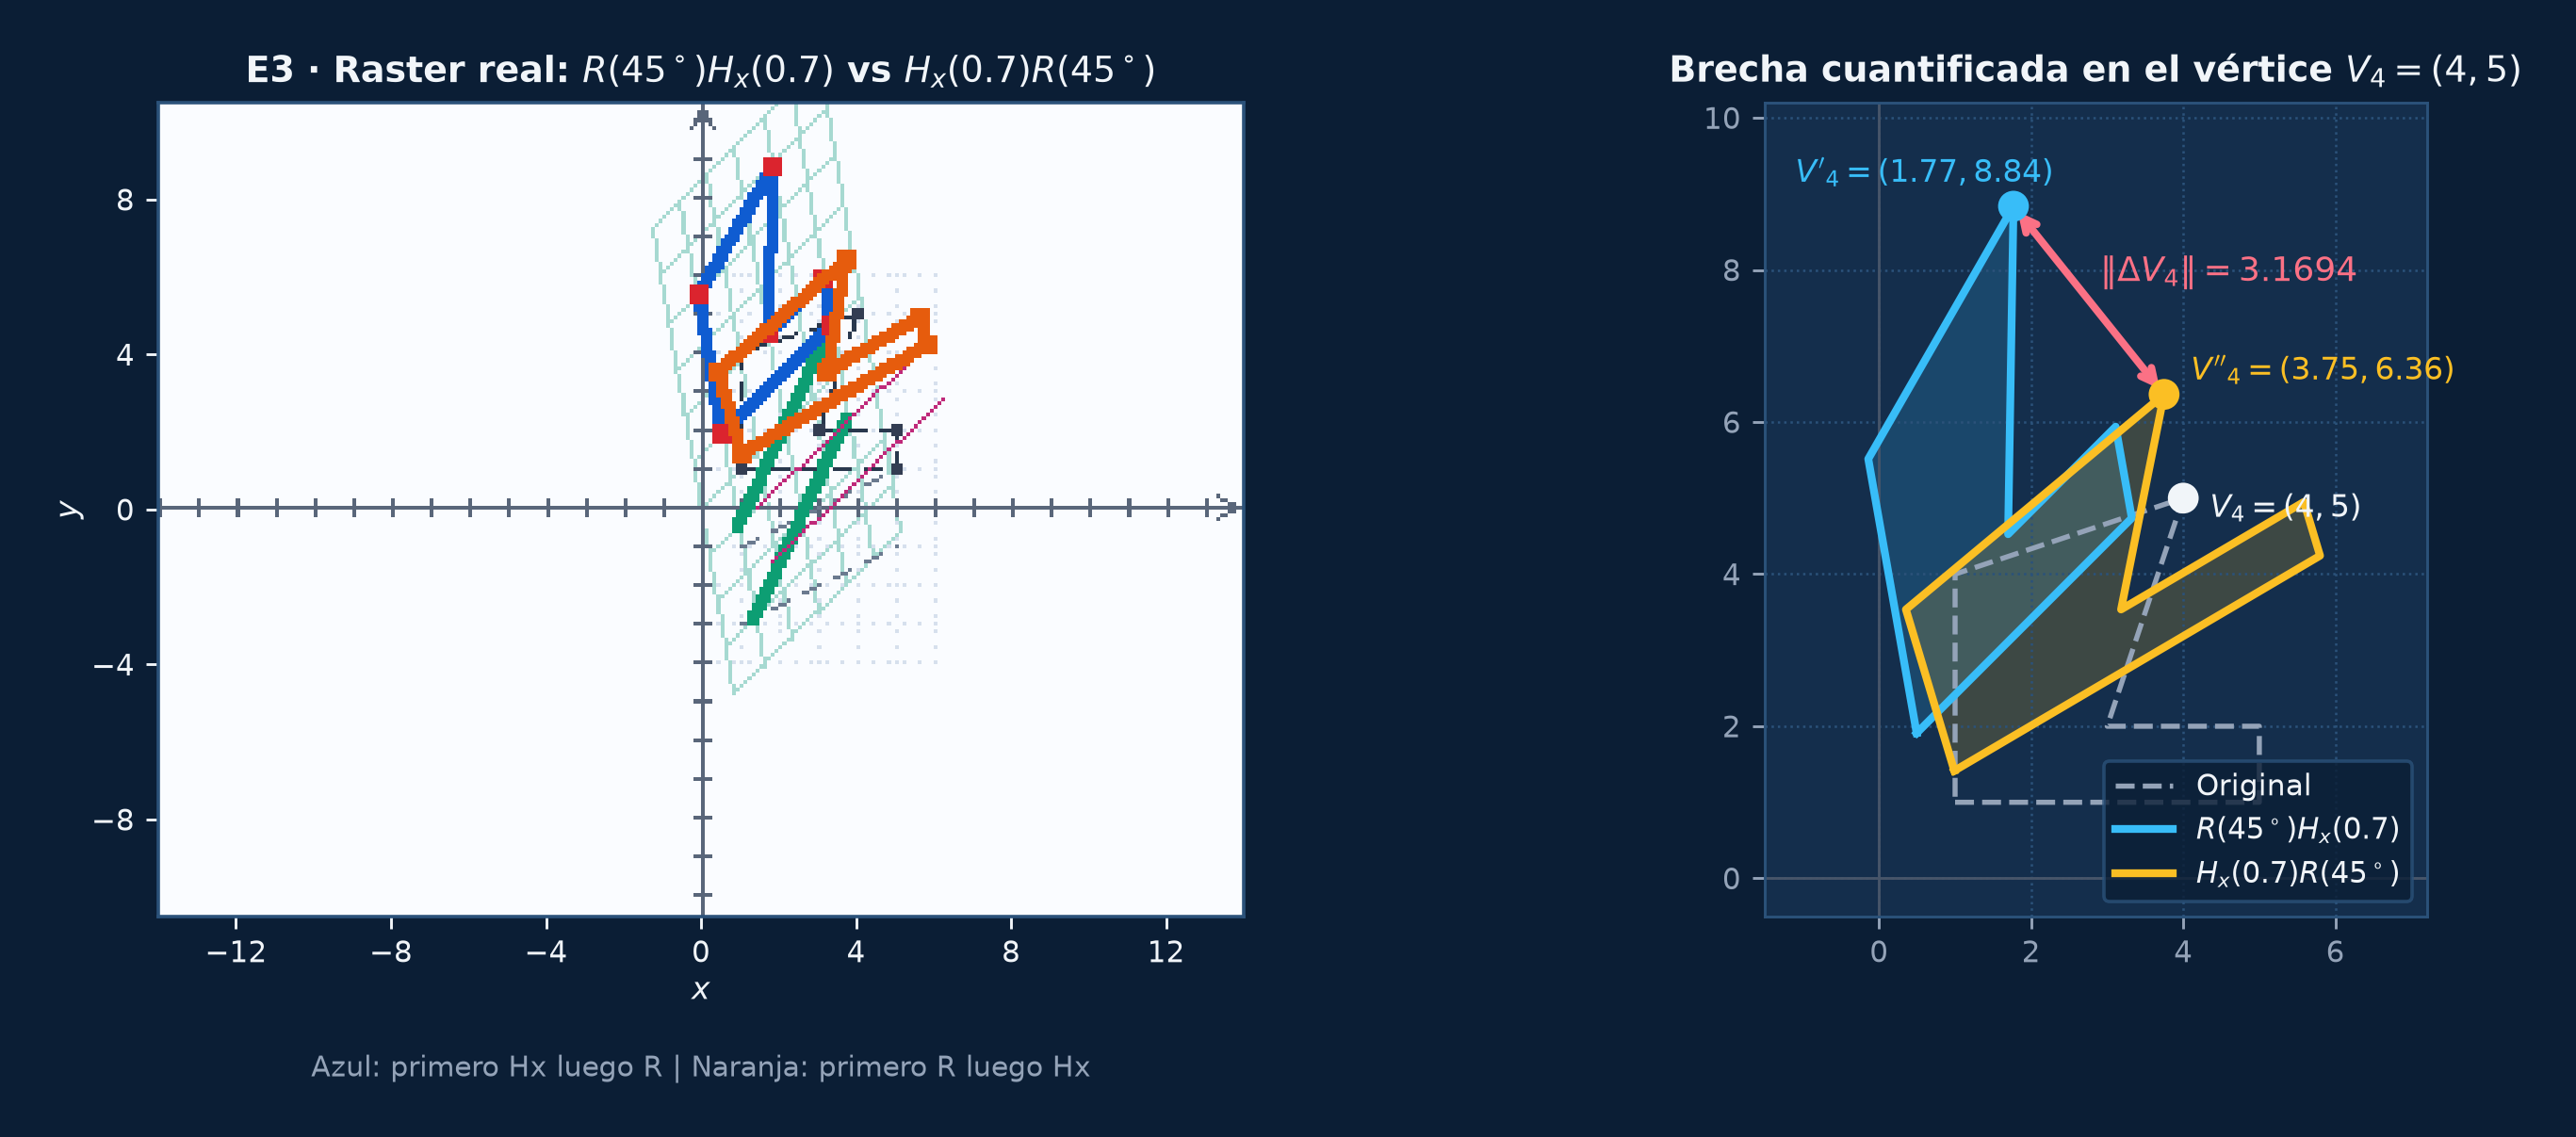 E3 · Raster real: R(45°)Hₓ(0.7) vs Hₓ(0.7)R(45°)
8
4
0
−4
−8
y
−12
−8
−4
0
4
8
12
x
Azul: primero Hx luego R | Naranja: primero R luego Hx
Brecha cuantificada en el vértice V₄ = (4, 5)
10
8
6
4
2
0
V′₄ = (1.77, 8.84)
‖ΔV₄‖ = 3.1694
V″₄ = (3.75, 6.36)
V₄ = (4, 5)
Original
R(45°)Hₓ(0.7)
Hₓ(0.7)R(45°)
0
2
4
6